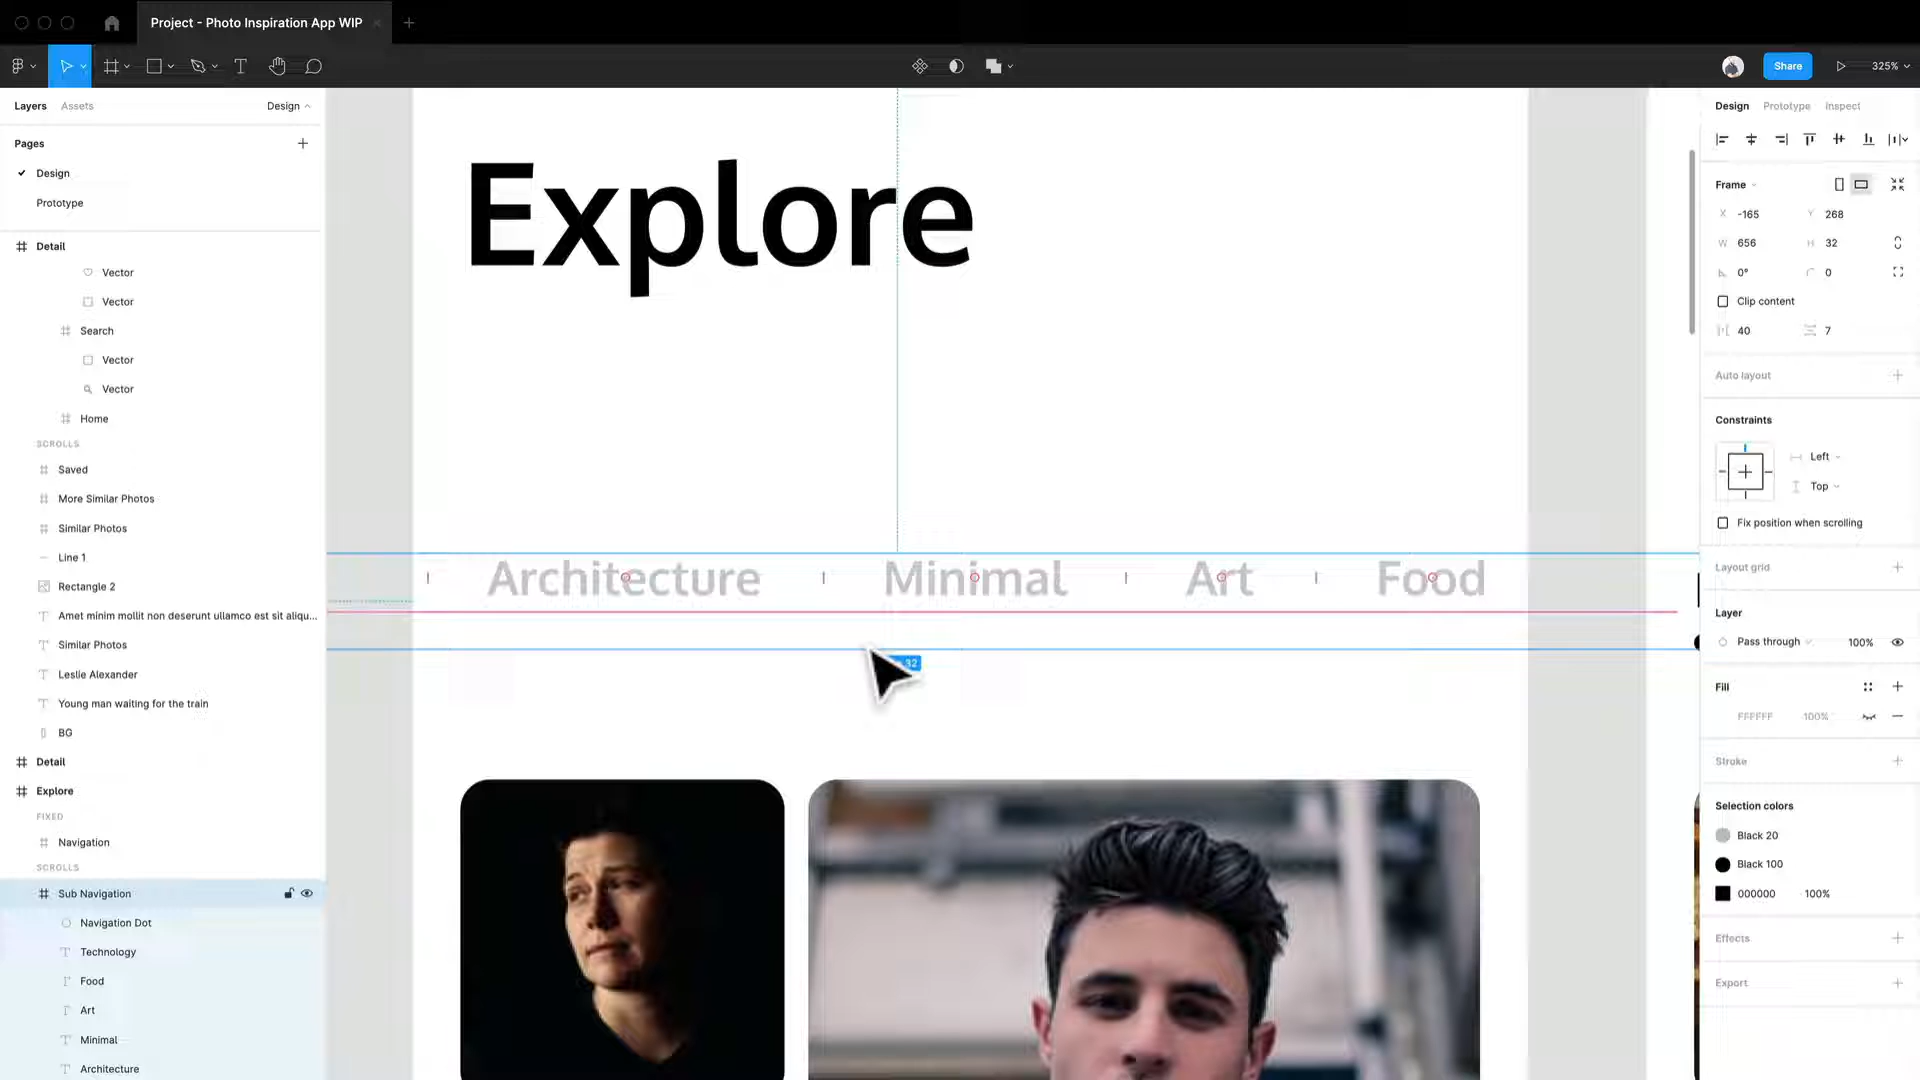 Project - Photo Inspiration App WIP
Share
325%
Layers
Assets
Design
Pages
Design
Prototype
Detail
Vector
Vector
Search
Vector
Vector
Home
SCROLLS
Saved
More Similar Photos
Similar Photos
Line 1
Rectangle 2
Amet minim mollit non deserunt ullamco est sit aliqu...
Similar Photos
Leslie Alexander
Young man waiting for the train
BG
Detail
Explore
FIXED
Navigation
SCROLLS
Sub Navigation
Navigation Dot
Technology
Food
Art
Minimal
Architecture
Explore
Architecture
Minimal
Art
Food
32
Design
Prototype
Inspect
Frame
X -165
Y 268
W 656
H 32
0°
0
Clip content
40
7
Auto layout
Constraints
Left
Top
Fix position when scrolling
Layout grid
Layer
Pass through
100%
Fill
FFFFFF
100%
Stroke
Selection colors
Black 20
Black 100
000000
100%
Effects
Export